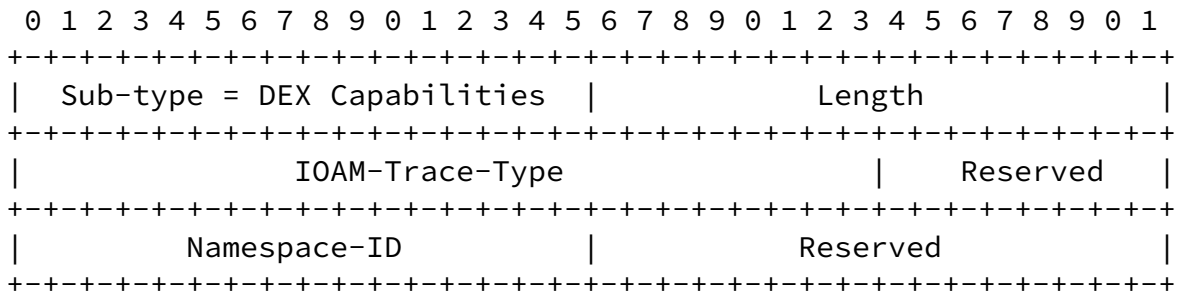 0 1 2 3 4 5 6 7 8 9 0 1 2 3 4 5 6 7 8 9 0 1 2 3 4 5 6 7 8 9 0 1
+-+-+-+-+-+-+-+-+-+-+-+-+-+-+-+-+-+-+-+-+-+-+-+-+-+-+-+-+-+-+-+-+
|  Sub-type = DEX Capabilities  |            Length             |
+-+-+-+-+-+-+-+-+-+-+-+-+-+-+-+-+-+-+-+-+-+-+-+-+-+-+-+-+-+-+-+-+
|               IOAM-Trace-Type                 |    Reserved   |
+-+-+-+-+-+-+-+-+-+-+-+-+-+-+-+-+-+-+-+-+-+-+-+-+-+-+-+-+-+-+-+-+
|         Namespace-ID          |           Reserved            |
+-+-+-+-+-+-+-+-+-+-+-+-+-+-+-+-+-+-+-+-+-+-+-+-+-+-+-+-+-+-+-+-+